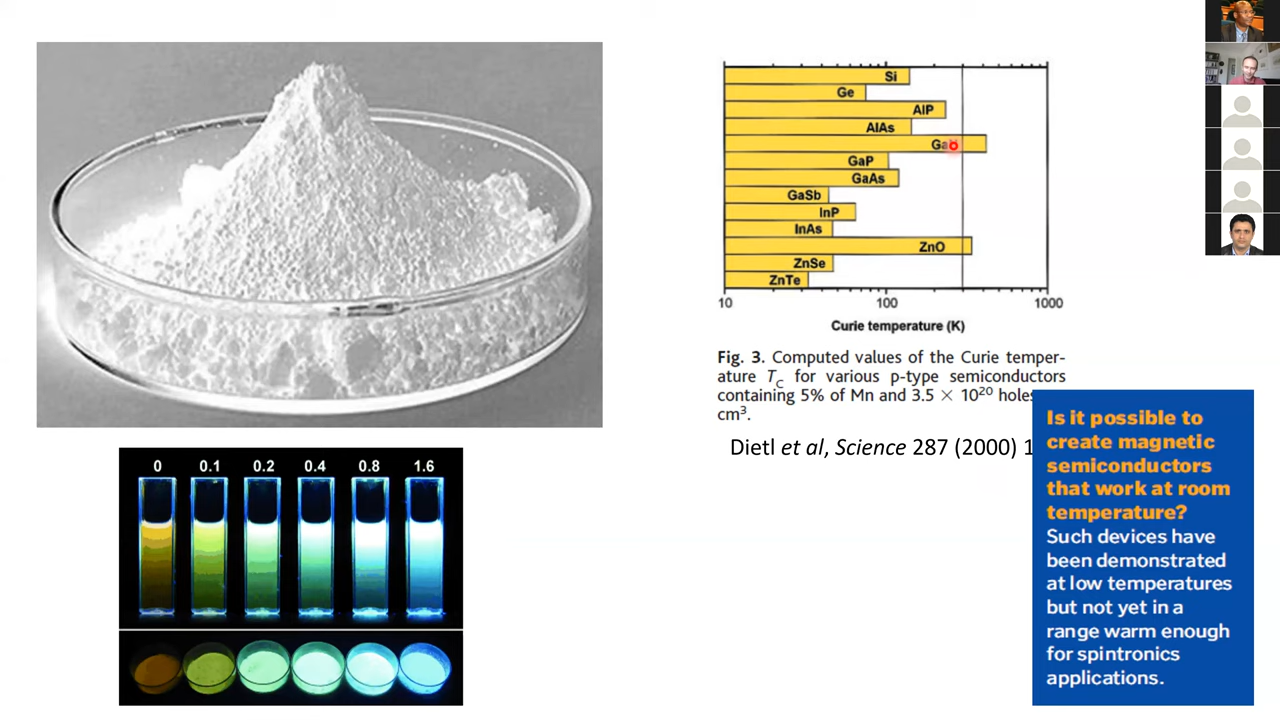 Si
Ge
AlP
AlAs
GaP
GaAs
GaSb
InP
InAs
ZnO
ZnSe
ZnTe
10 100 1000
Curie temperature (K)
Fig. 3. Computed values of the Curie temper-
ature TC for various p-type semiconductors
containing 5% of Mn and 3.5 × 10²⁰ holes
cm³.
Dietl et al, Science 287 (2000) 1
Is it possible to
create magnetic
semiconductors
that work at room
temperature?
Such devices have
been demonstrated
at low temperatures
but not yet in a
range warm enough
for spintronics
applications.
0 0.1 0.2 0.4 0.8 1.6